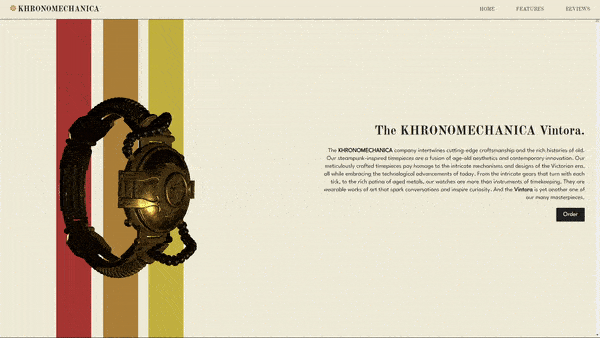 KHRONOMECHANICA
HOME
FEATURES
REVIEWS
The KHRONOMECHANICA Vintora.
The KHRONOMECHANICA company intertwines cutting-edge craftsmanship and the rich histories of old.
Our steampunk-inspired timepieces are a fusion of age-old aesthetics and contemporary innovation. Our
meticulously crafted timepieces pay homage to the intricate mechanisms and designs of the Victorian era,
all while embracing the technological advancements of today. From the intricate gears that turn with each
tick, to the rich patina of aged metals, our watches are more than instruments of timekeeping. They are
wearable works of art that spark conversations and inspire curiosity. And the Vintora is yet another one of
our many masterpieces.
Order